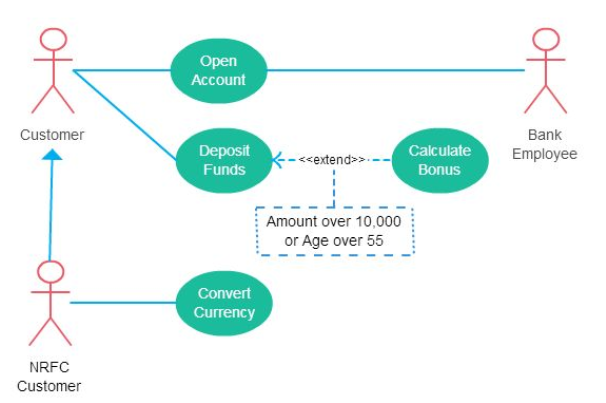 Open
Account
Customer
Bank
Employee
Deposit
Funds
<<extend>>
Calculate
Bonus
Amount over 10,000
or Age over 55
Convert
Currency
NRFC
Customer